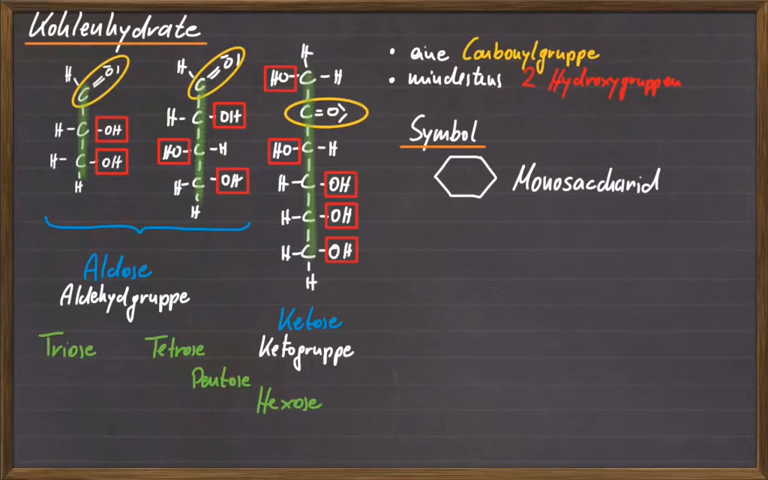 Kohlenhydrate
H
C=O
H-C-OH
H-C-OH
H
H
C=O
H-C-OH
HO-C-H
H-C-OH
H
H
HO-C-H
C=O
HO-C-H
H-C-OH
H-C-OH
H-C-OH
H
Aldose
Aldehydgruppe
Ketose
Ketogruppe
Triose
Tetrose
Pentose
Hexose
• eine Carbonylgruppe
• mindestens 2 Hydroxygruppen
Symbol
Monosaccharid